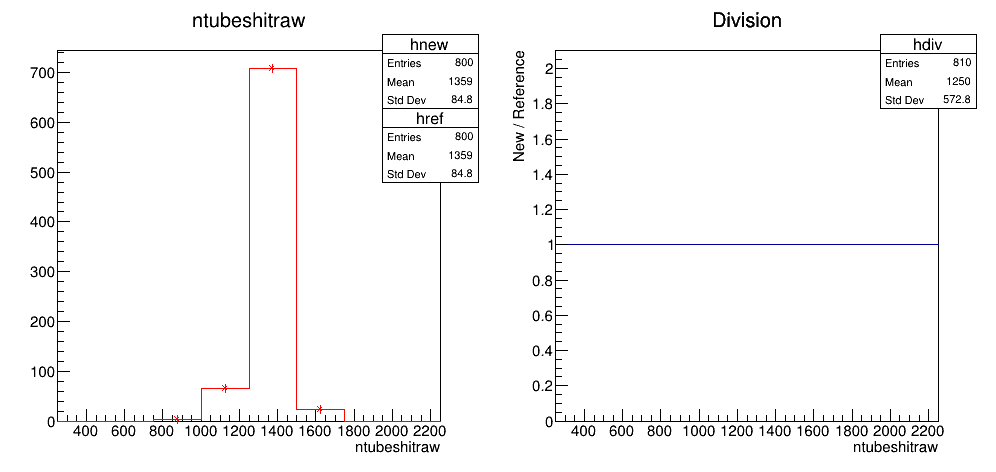 ntubeshitraw
hnew
Entries 800
Mean 1359
Std Dev 84.8
href
Entries 800
Mean 1359
Std Dev 84.8
700
600
500
400
300
200
100
0
400 600 800 1000 1200 1400 1600 1800 2000 2200
ntubeshitraw
Division
hdiv
Entries 810
Mean 1250
Std Dev 572.8
New / Reference
2
1.8
1.6
1.4
1.2
1
0.8
0.6
0.4
0.2
0
400 600 800 1000 1200 1400 1600 1800 2000 2200
ntubeshitraw